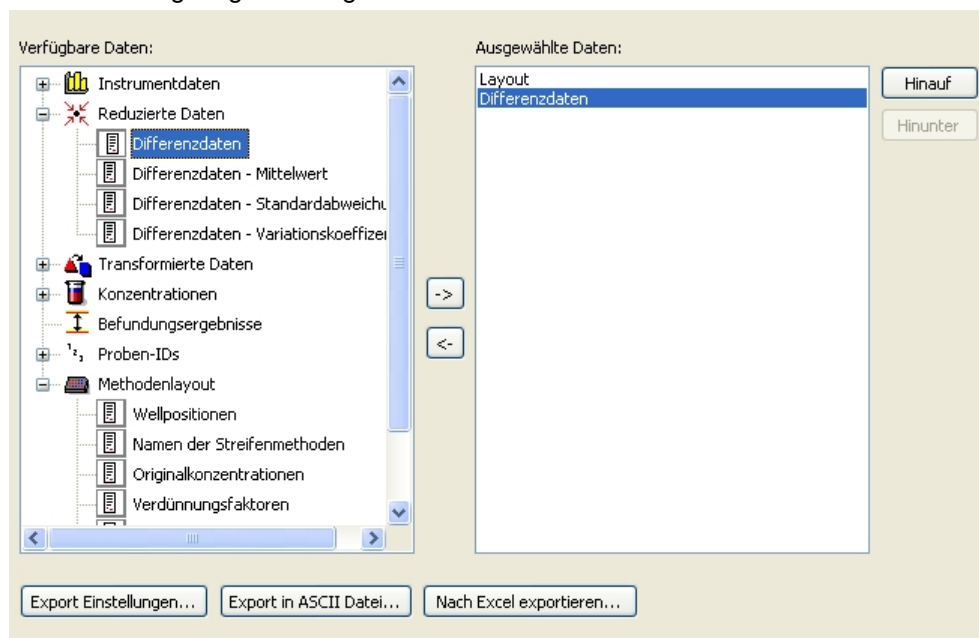 Verfügbare Daten:
Instrumentdaten
Reduzierte Daten
Differenzdaten
Differenzdaten - Mittelwert
Differenzdaten - Standardabweichu
Differenzdaten - Variationskoeffizei
Transformierte Daten
Konzentrationen
Befundungsergebnisse
Proben-IDs
Methodenlayout
Wellpositionen
Namen der Streifenmethoden
Originalkonzentrationen
Verdünnungsfaktoren
->
<-
Ausgewählte Daten:
Layout
Differenzdaten
Hinauf
Hinunter
Export Einstellungen...
Export in ASCII Datei...
Nach Excel exportieren...